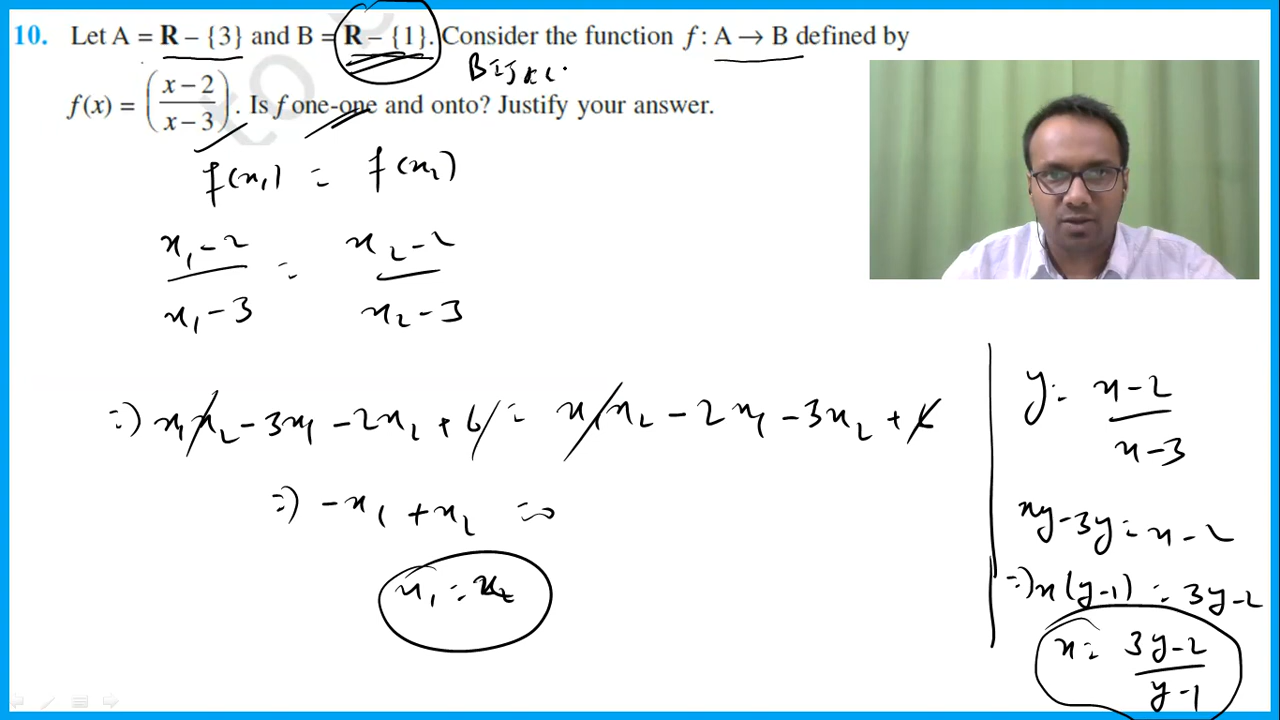 10. Let A = R – {3} and B = R – {1}. Consider the function f : A → B defined by
f(x) = (x – 2 / x – 3). Is f one-one and onto? Justify your answer.
f(x₁) = f(x₂)
x₁ - 2 / x₁ - 3 = x₂ - 2 / x₂ - 3
=) x₁x₂ - 3x₁ - 2x₂ + 6 = x₁x₂ - 2x₁ - 3x₂ + 6
=) -x₁ + x₂ = 0
x₁ = x₂
y = x - 2 / x - 3
xy - 3y = x - 2
=) x(y-1) = 3y-2
x = 3y-2 / y-1